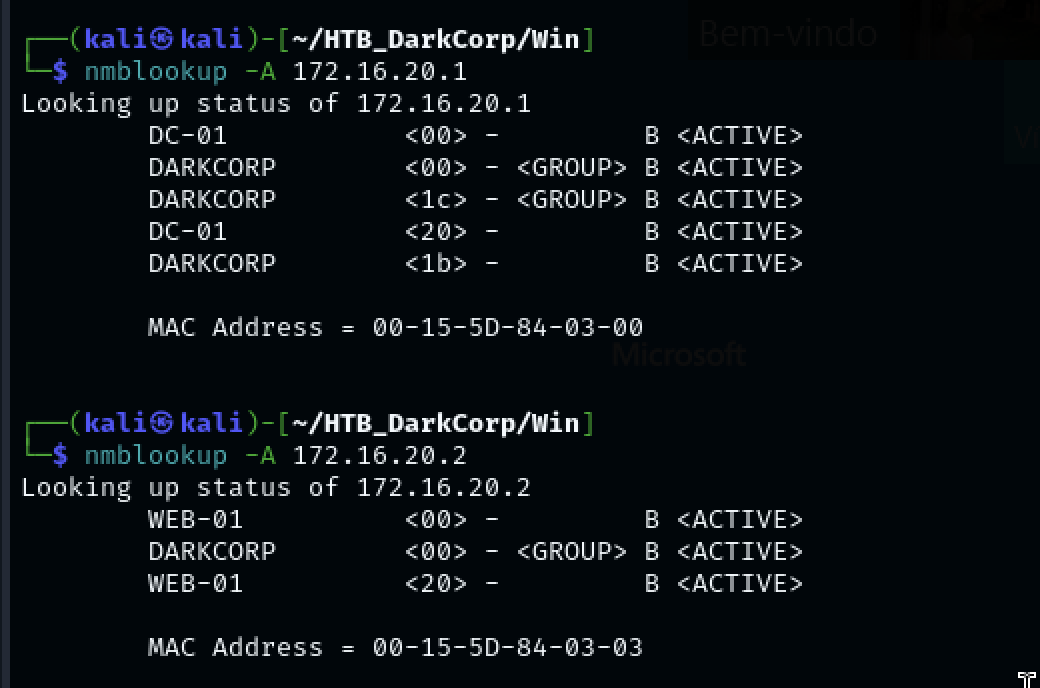 Bem-vindo
┌──(kali㉿kali)-[~/HTB_DarkCorp/Win]
└─$ nmblookup -A 172.16.20.1
Looking up status of 172.16.20.1
        DC-01           <00> -         B <ACTIVE>
        DARKCORP        <00> - <GROUP> B <ACTIVE>
        DARKCORP        <1c> - <GROUP> B <ACTIVE>
        DC-01           <20> -         B <ACTIVE>
        DARKCORP        <1b> -         B <ACTIVE>
        MAC Address = 00-15-5D-84-03-00
Microsoft
┌──(kali㉿kali)-[~/HTB_DarkCorp/Win]
└─$ nmblookup -A 172.16.20.2
Looking up status of 172.16.20.2
        WEB-01          <00> -         B <ACTIVE>
        DARKCORP        <00> - <GROUP> B <ACTIVE>
        WEB-01          <20> -         B <ACTIVE>
        MAC Address = 00-15-5D-84-03-03